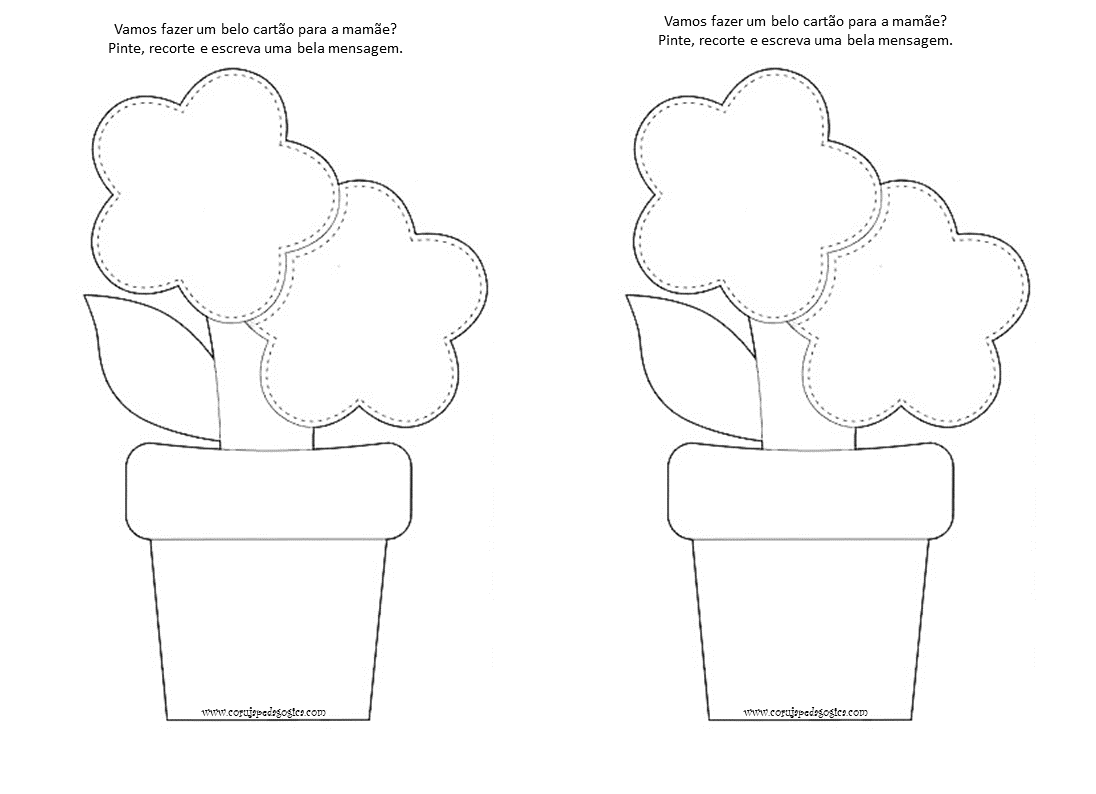 Vamos fazer um belo cartão para a mamãe?
Pinte, recorte e escreva uma bela mensagem.
www.corujapedagogica.com
Vamos fazer um belo cartão para a mamãe?
Pinte, recorte e escreva uma bela mensagem.
www.corujapedagogica.com